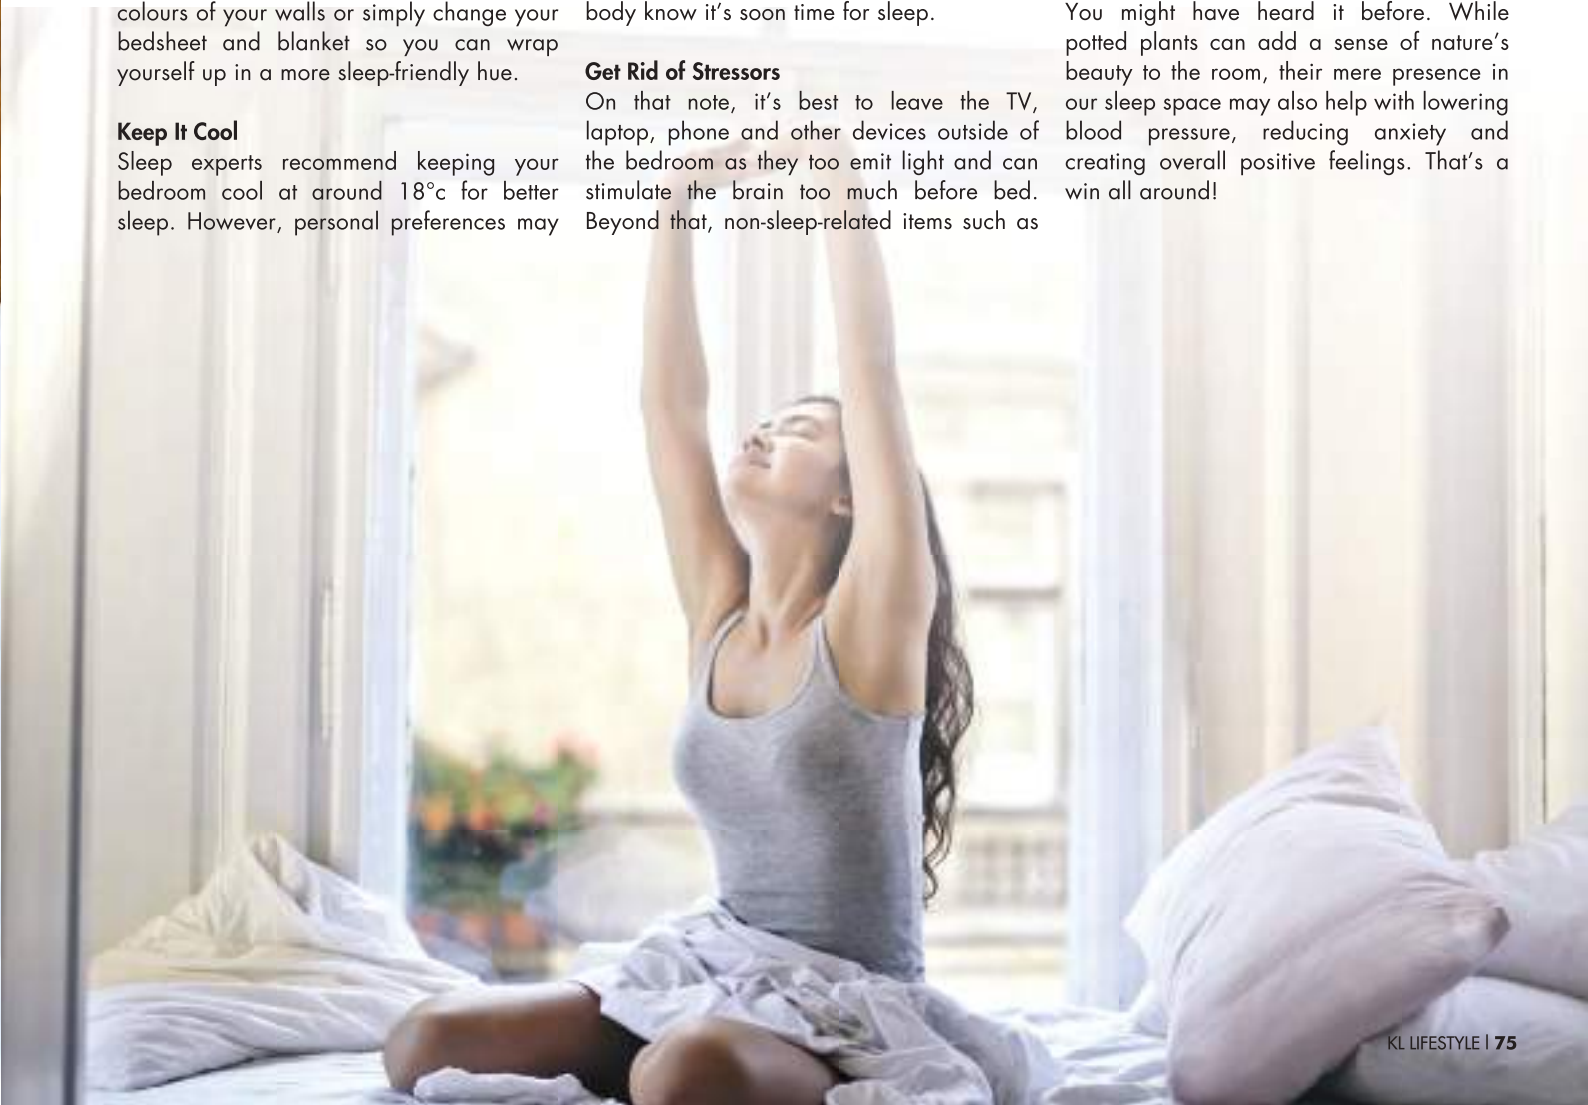 colours of your walls or simply change your
bedsheet and blanket so you can wrap
yourself up in a more sleep-friendly hue.
Keep It Cool
Sleep experts recommend keeping your
bedroom cool at around 18°c for better
sleep. However, personal preferences may
body know it’s soon time for sleep.
Get Rid of Stressors
On that note, it’s best to leave the TV,
laptop, phone and other devices outside of
the bedroom as they too emit light and can
stimulate the brain too much before bed.
Beyond that, non-sleep-related items such as
You might have heard it before. While
potted plants can add a sense of nature’s
beauty to the room, their mere presence in
our sleep space may also help with lowering
blood pressure, reducing anxiety and
creating overall positive feelings. That’s a
win all around!
KL LIFESTYLE | 75